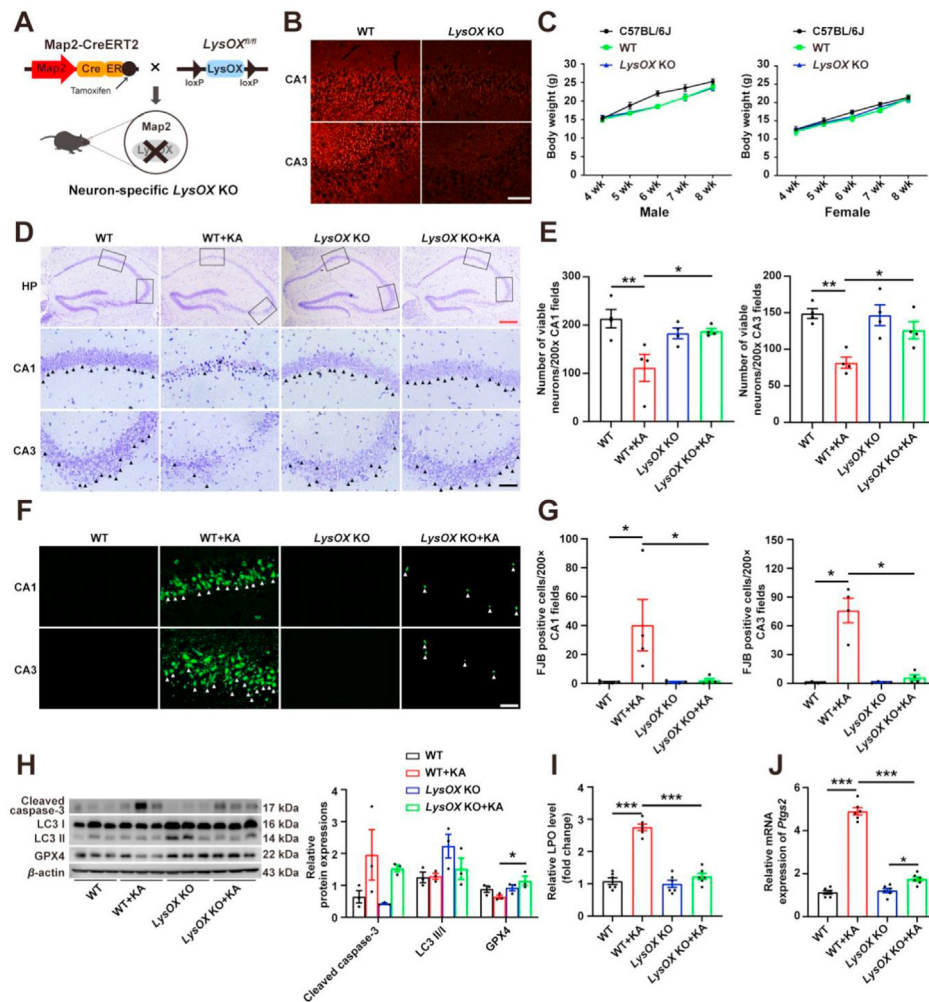 A
Map2-CreERT2
LysOX^fl/fl
Map2
Cre
ER
Tamoxifen
×
LysOX
loxP
loxP
Map2
LysOX
Neuron-specific LysOX KO
B
WT
LysOX KO
CA1
CA3
C
C57BL/6J
WT
LysOX KO
Body weight (g)
30
25
20
15
10
5
0
4 wk
5 wk
6 wk
7 wk
8 wk
Male
C57BL/6J
WT
LysOX KO
Body weight (g)
30
25
20
15
10
5
0
4 wk
5 wk
6 wk
7 wk
8 wk
Female
D
WT
WT+KA
LysOX KO
LysOX KO+KA
HP
CA1
CA3
E
Number of viable
neurons/200x CA1 fields
300
200
100
0
**
*
WT
WT+KA
LysOX KO
LysOX KO+KA
Number of viable
neurons/200x CA3 fields
200
150
100
50
0
**
*
WT
WT+KA
LysOX KO
LysOX KO+KA
F
WT
WT+KA
LysOX KO
LysOX KO+KA
CA1
CA3
G
FJB positive cells/200×
CA1 fields
100
80
60
40
20
0
*
*
WT
WT+KA
LysOX KO
LysOX KO+KA
FJB positive cells/200×
CA3 fields
150
120
90
60
30
0
*
*
WT
WT+KA
LysOX KO
LysOX KO+KA
H
Cleaved
caspase-3
17 kDa
LC3 I
16 kDa
LC3 II
14 kDa
GPX4
22 kDa
β-actin
43 kDa
WT
WT+KA
LysOX KO
LysOX KO+KA
WT
WT+KA
LysOX KO
LysOX KO+KA
Relative
protein expressions
4
3
2
1
0
*
Cleaved caspase-3
LC3 II/I
GPX4
I
Relative LPO level
(fold change)
4
3
2
1
0
***
***
WT
WT+KA
LysOX KO
LysOX KO+KA
J
Relative mRNA
expression of Ptgs2
6
4
2
0
***
***
*
WT
WT+KA
LysOX KO
LysOX KO+KA